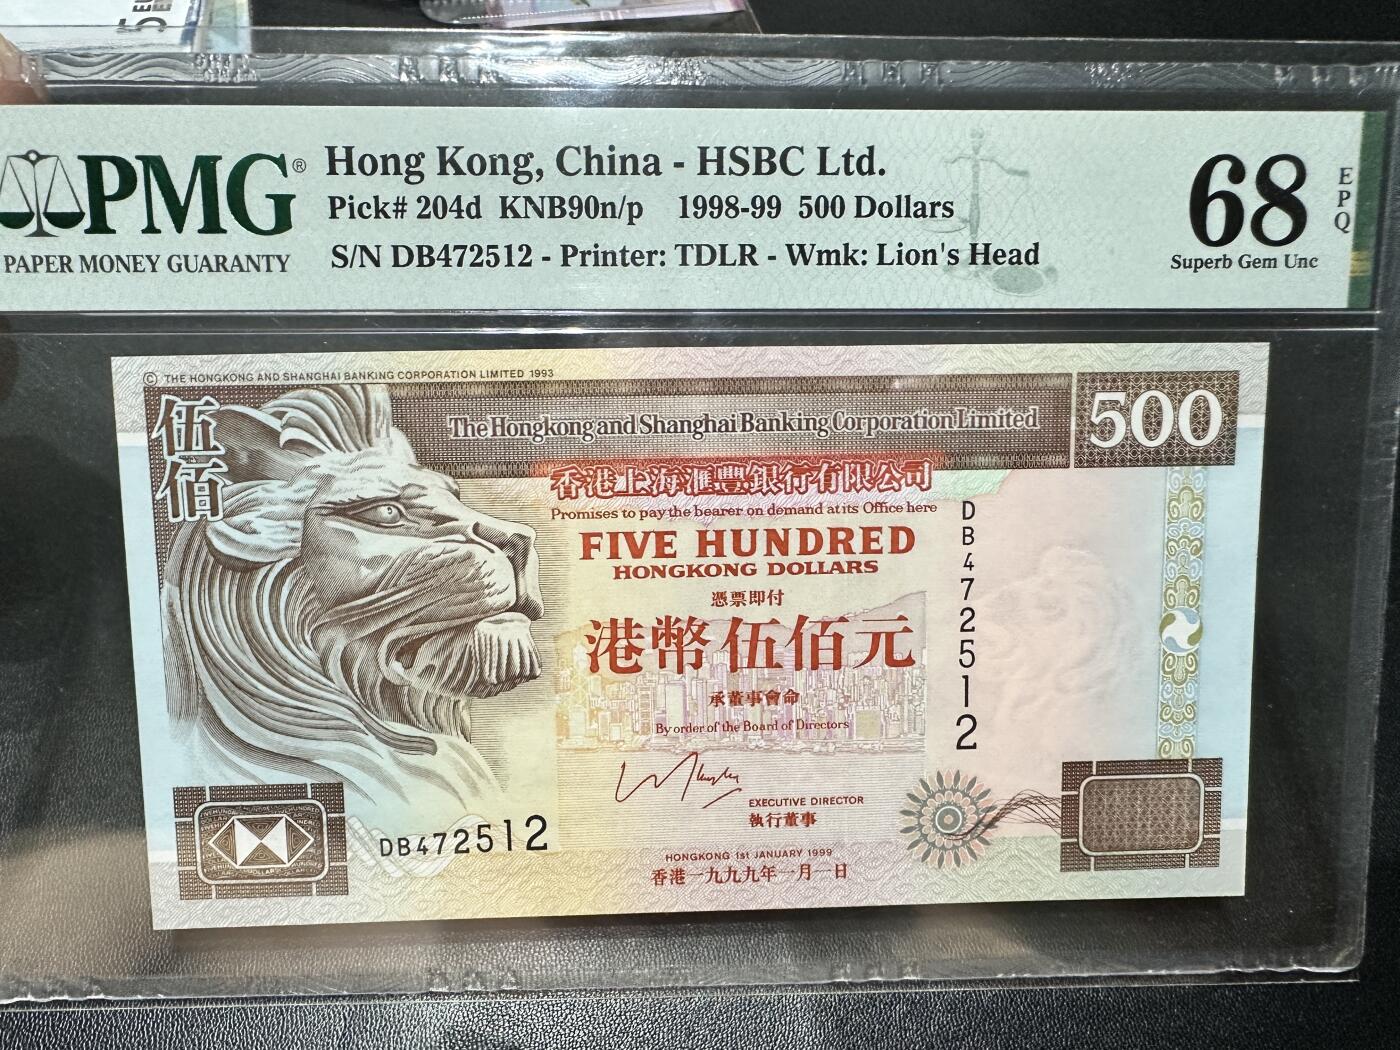 5 EU
5 E
PMG®
PAPER MONEY GUARANTY
Hong Kong, China - HSBC Ltd.
Pick# 204d KNB90n/p 1998-99 500 Dollars
S/N DB472512 - Printer: TDLR - Wmk: Lion's Head
68
EPQ
Superb Gem Unc
© THE HONGKONG AND SHANGHAI BANKING CORPORATION LIMITED 1993
伍佰
The Hongkong and Shanghai Banking Corporation Limited
500
香港上海滙豐銀行有限公司
Promises to pay the bearer on demand at its Office here
FIVE HUNDRED
HONGKONG DOLLARS
憑票即付
港幣伍佰元
承董事會命
By order of the Board of Directors
EXECUTIVE DIRECTOR
執行董事
HONGKONG 1st JANUARY 1999
香港一九九九年一月一日
DB472512
DB472512